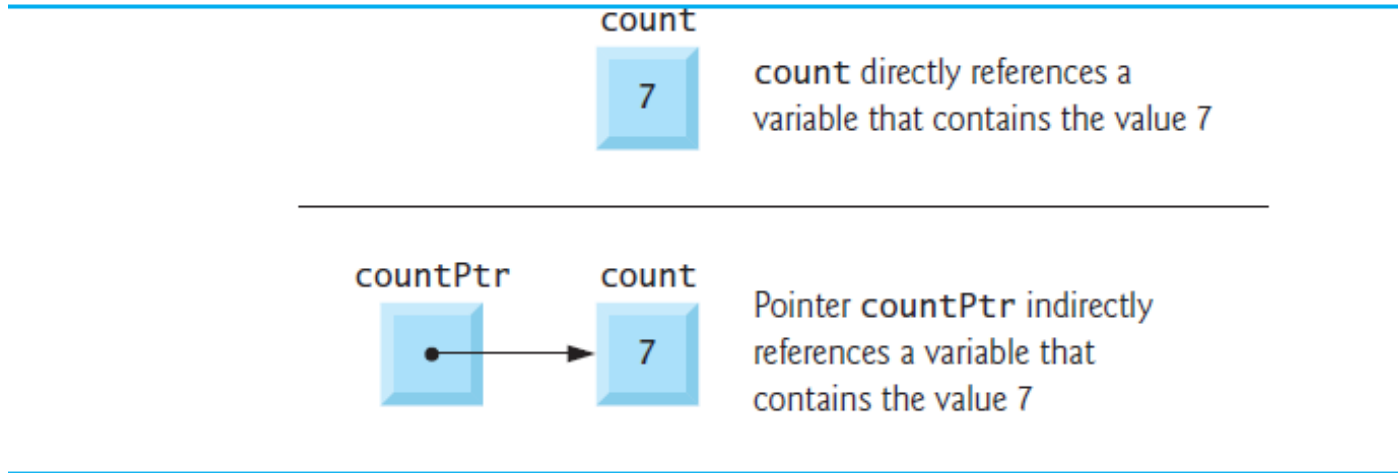 count
7
count directly references a
variable that contains the value 7
countPtr
count
7
Pointer countPtr indirectly
references a variable that
contains the value 7